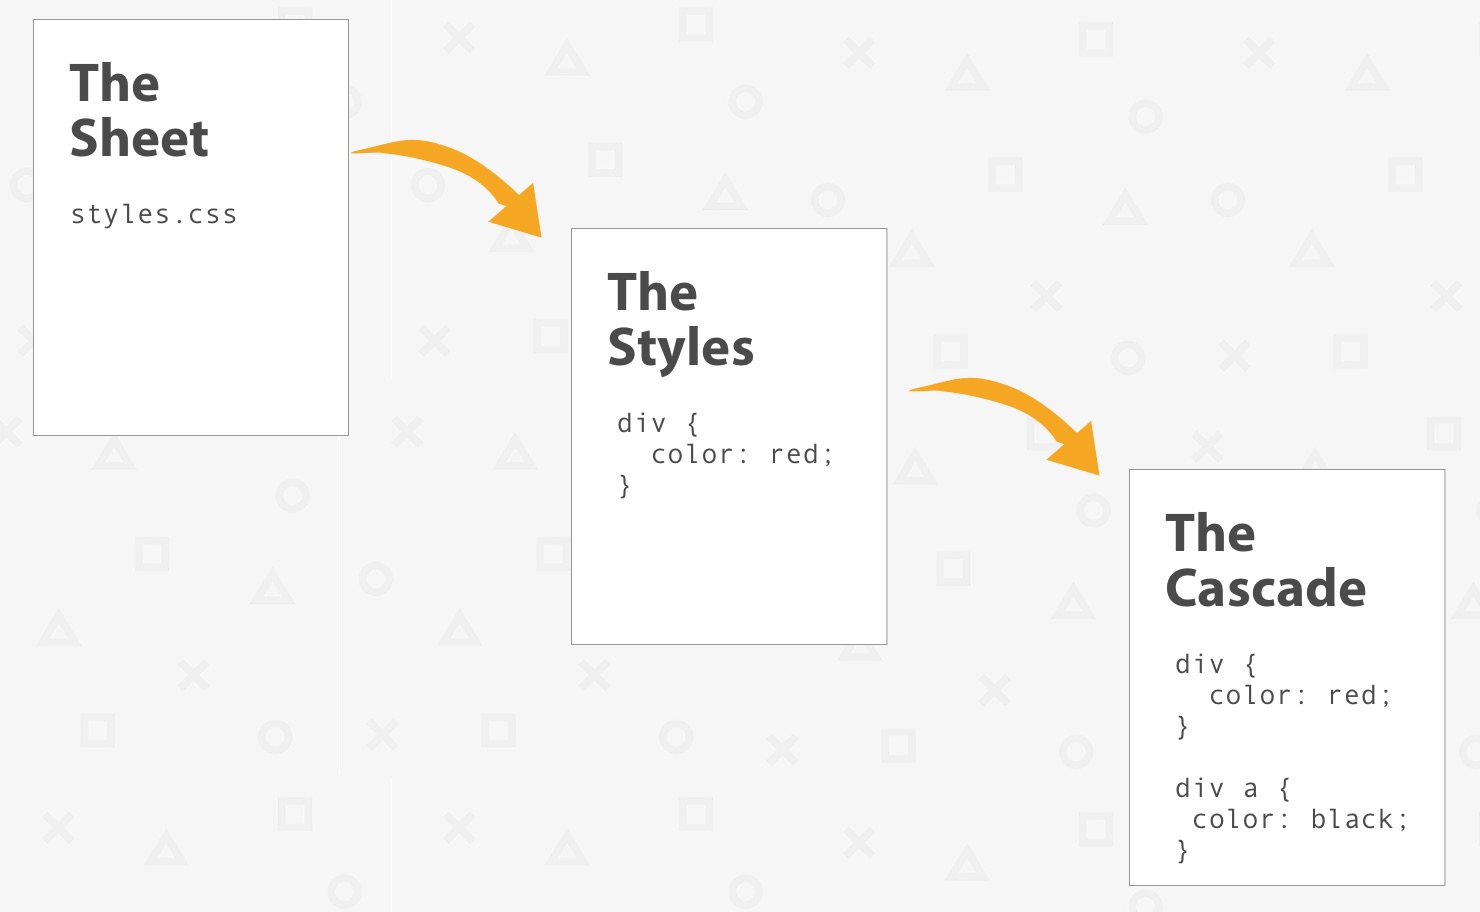 The
Sheet
styles.css
The
Styles
div {
  color: red;
}
The
Cascade
div {
  color: red;
}
div a {
 color: black;
}